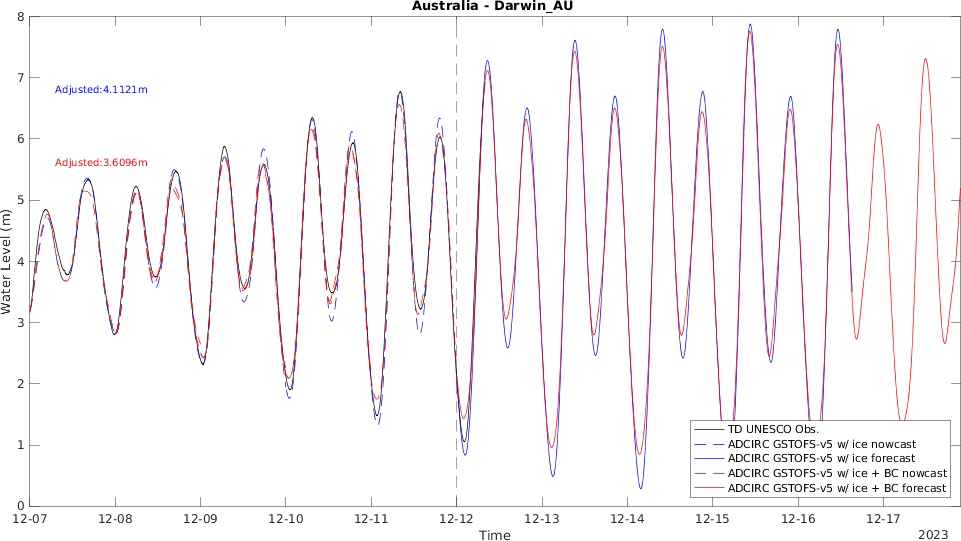 Australia - Darwin_AU
8
7
6
5
4
3
2
1
0
Water Level (m)
Adjusted:4.1121m
Adjusted:3.6096m
TD UNESCO Obs.
ADCIRC GSTOFS-v5 w/ ice nowcast
ADCIRC GSTOFS-v5 w/ ice forecast
ADCIRC GSTOFS-v5 w/ ice + BC nowcast
ADCIRC GSTOFS-v5 w/ ice + BC forecast
12-07 12-08 12-09 12-10 12-11 12-12 12-13 12-14 12-15 12-16 12-17
Time
2023